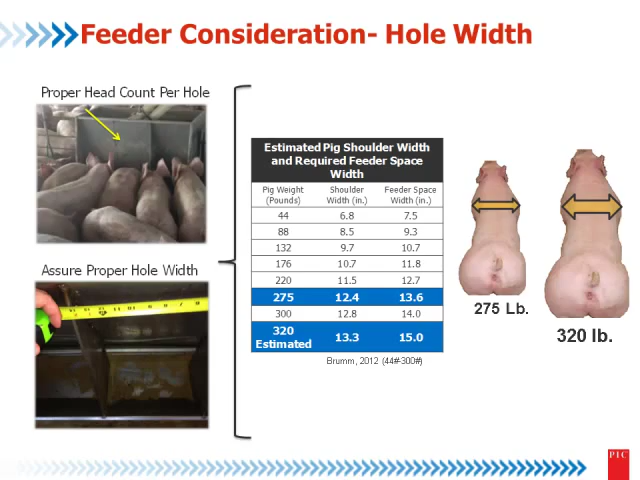 Feeder Consideration- Hole Width
Proper Head Count Per Hole
Assure Proper Hole Width
Estimated Pig Shoulder Width
and Required Feeder Space
Width
Pig Weight (Pounds) Shoulder Width (in.) Feeder Space Width (in.)
44 6.8 7.5
88 8.5 9.3
132 9.7 10.7
176 10.7 11.8
220 11.5 12.7
275 12.4 13.6
300 12.8 14.0
320 Estimated 13.3 15.0
Brumm, 2012 (44#-300#)
275 Lb.
320 lb.
PIC